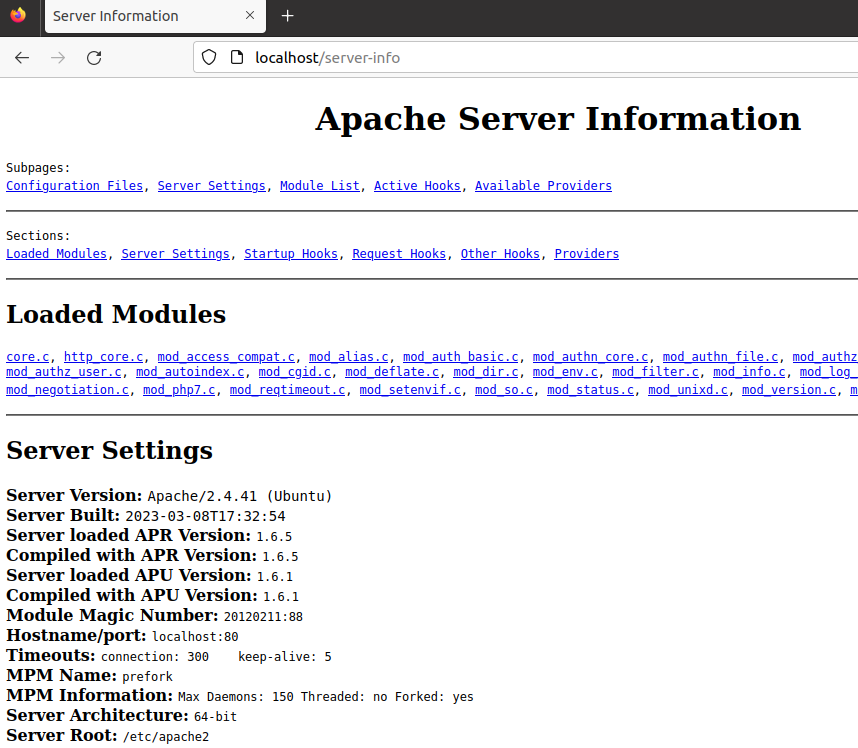 Server Information
localhost/server-info
Apache Server Information
Subpages:
Configuration Files, Server Settings, Module List, Active Hooks, Available Providers
Sections:
Loaded Modules, Server Settings, Startup Hooks, Request Hooks, Other Hooks, Providers
Loaded Modules
core.c, http_core.c, mod_access_compat.c, mod_alias.c, mod_auth_basic.c, mod_authn_core.c, mod_authn_file.c, mod_authz
mod_authz_user.c, mod_autoindex.c, mod_cgid.c, mod_deflate.c, mod_dir.c, mod_env.c, mod_filter.c, mod_info.c, mod_log_
mod_negotiation.c, mod_php7.c, mod_reqtimeout.c, mod_setenvif.c, mod_so.c, mod_status.c, mod_unixd.c, mod_version.c, m
Server Settings
Server Version: Apache/2.4.41 (Ubuntu)
Server Built: 2023-03-08T17:32:54
Server loaded APR Version: 1.6.5
Compiled with APR Version: 1.6.5
Server loaded APU Version: 1.6.1
Compiled with APU Version: 1.6.1
Module Magic Number: 20120211:88
Hostname/port: localhost:80
Timeouts: connection: 300 keep-alive: 5
MPM Name: prefork
MPM Information: Max Daemons: 150 Threaded: no Forked: yes
Server Architecture: 64-bit
Server Root: /etc/apache2